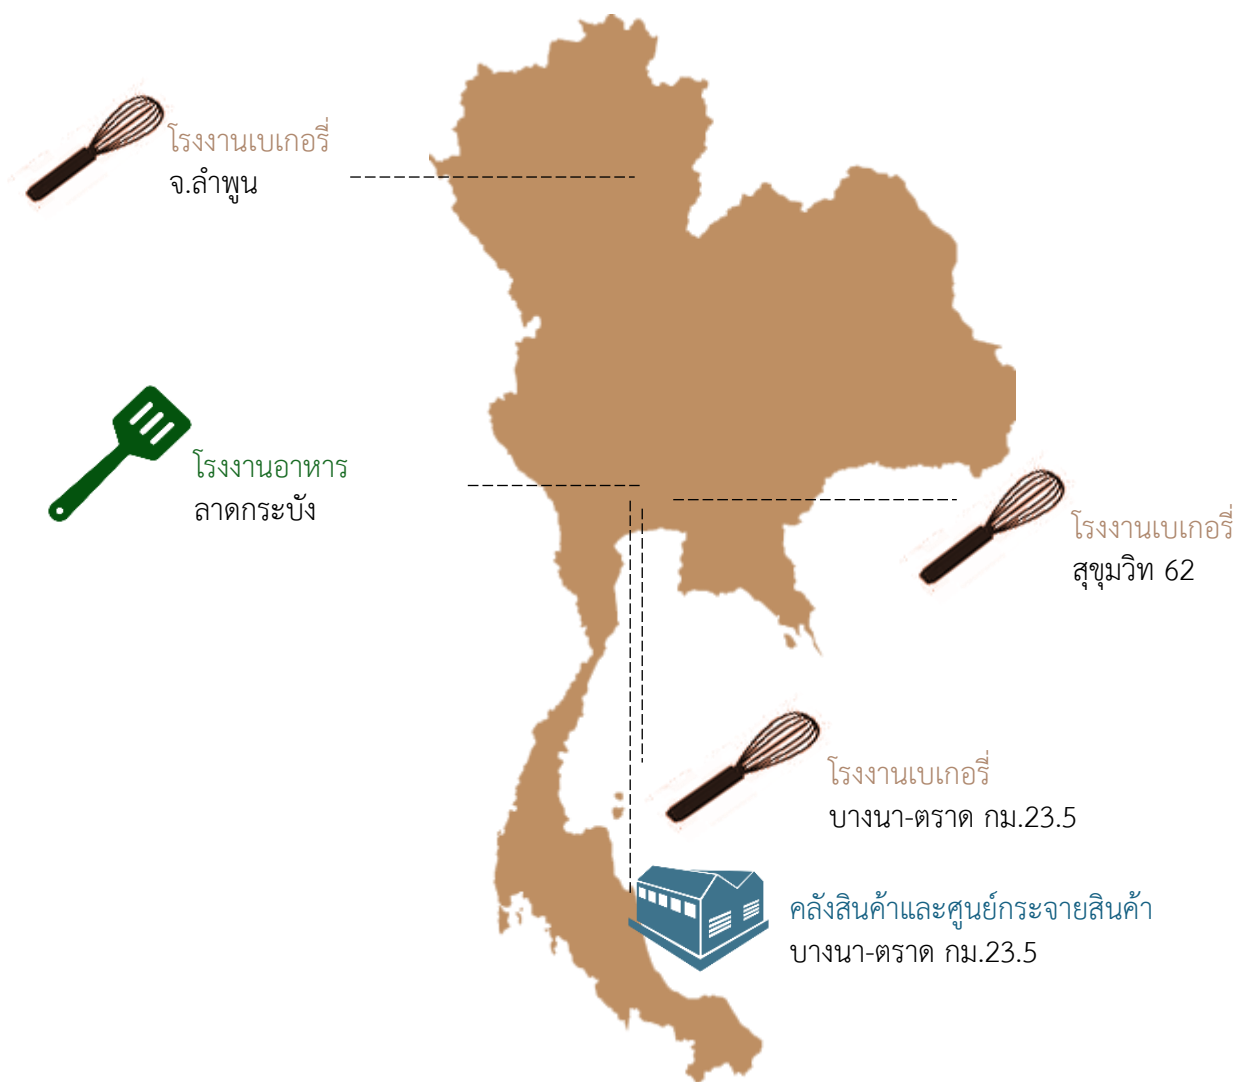 โรงงานเบเกอรี่
จ.ลำพูน
โรงงานอาหาร
ลาดกระบัง
โรงงานเบเกอรี่
สุขุมวิท 62
โรงงานเบเกอรี่
บางนา-ตราด กม.23.5
คลังสินค้าและศูนย์กระจายสินค้า
บางนา-ตราด กม.23.5